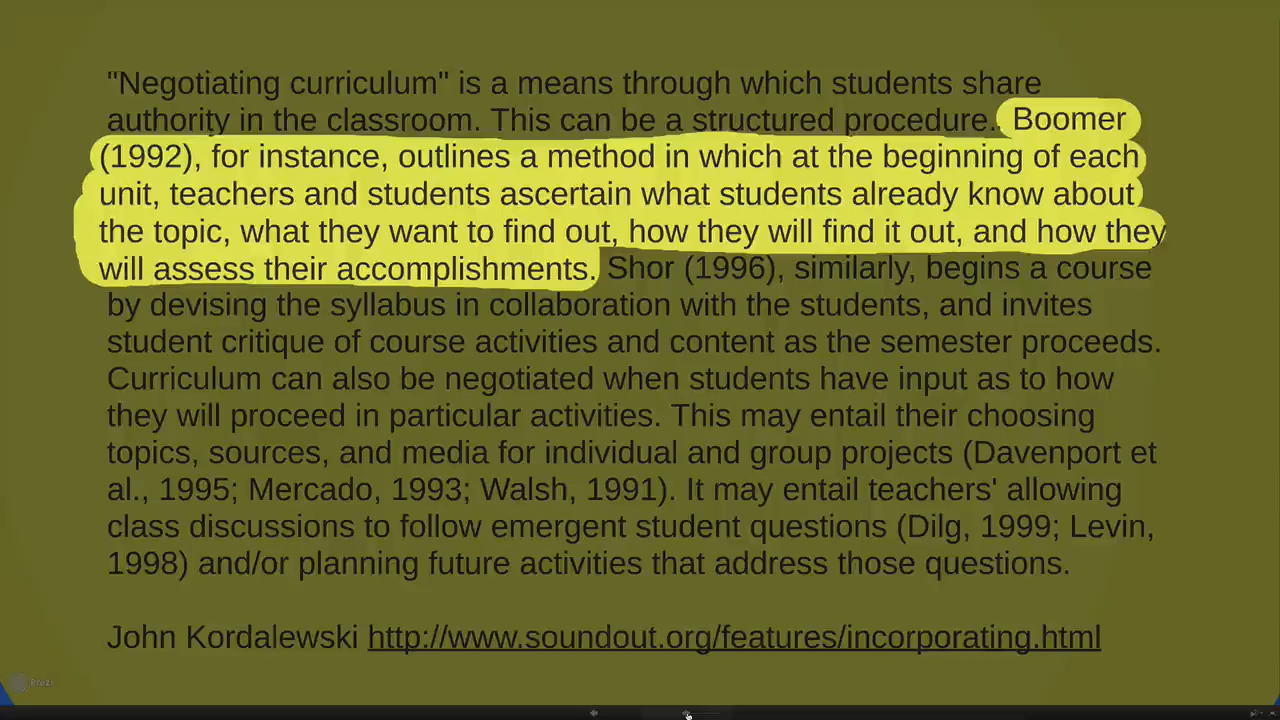 "Negotiating curriculum" is a means through which students share
authority in the classroom. This can be a structured procedure.. Boomer
(1992), for instance, outlines a method in which at the beginning of each
unit, teachers and students ascertain what students already know about
the topic, what they want to find out, how they will find it out, and how they
will assess their accomplishments. Shor (1996), similarly, begins a course
by devising the syllabus in collaboration with the students, and invites
student critique of course activities and content as the semester proceeds.
Curriculum can also be negotiated when students have input as to how
they will proceed in particular activities. This may entail their choosing
topics, sources, and media for individual and group projects (Davenport et
al., 1995; Mercado, 1993; Walsh, 1991). It may entail teachers' allowing
class discussions to follow emergent student questions (Dilg, 1999; Levin,
1998) and/or planning future activities that address those questions.
John Kordalewski http://www.soundout.org/features/incorporating.html
Prezi